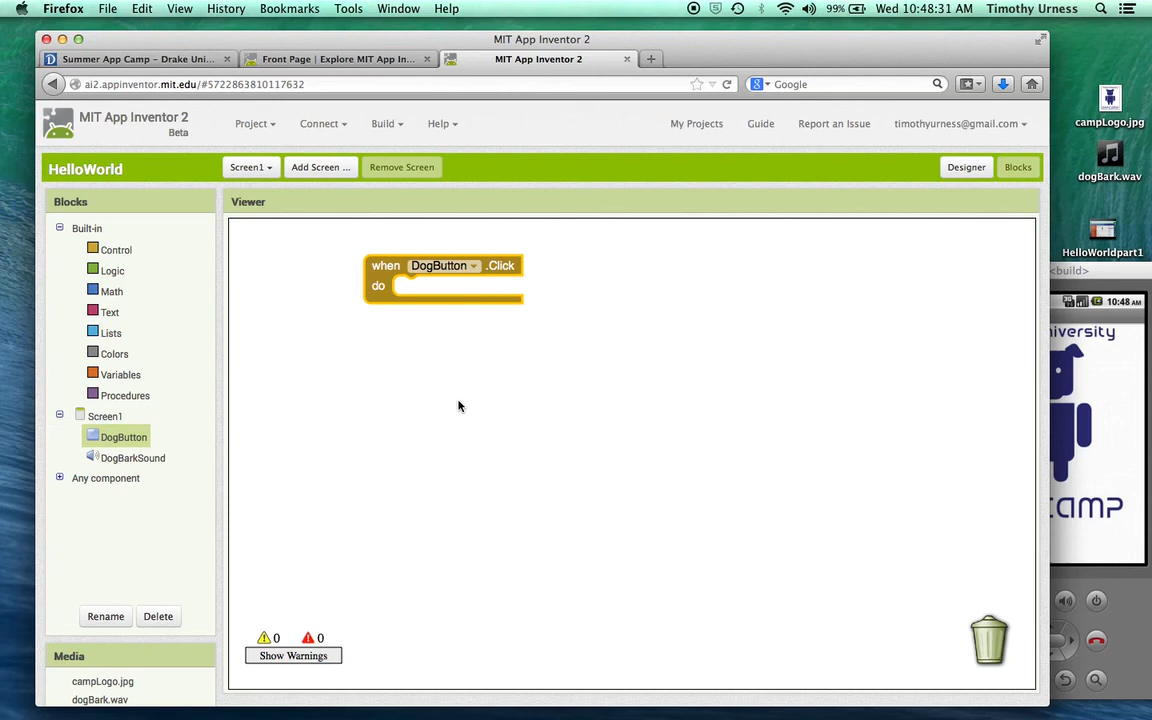 Firefox File Edit View History Bookmarks Tools Window Help 99% Wed 10:48:31 AM Timothy Urness
MIT App Inventor 2
Summer App Camp – Drake Uni... Front Page | Explore MIT App In... MIT App Inventor 2
ai2.appinventor.mit.edu/#5722863810117632 Google
MIT App Inventor 2
Beta
Project Connect Build Help My Projects Guide Report an Issue timothyurness@gmail.com
campLogo.jpg
HelloWorld Screen1 Add Screen ... Remove Screen Designer Blocks
dogBark.wav
Blocks Viewer
Built-in
Control
HelloWorldpart1
when DogButton .Click
Logic
<build>
do
Math
10:48 AM
Text
iversity
Lists
Colors
Variables
Procedures
Screen1
DogButton
DogBarkSound
Any component
AMP
Rename Delete
0 0
Show Warnings
Media
campLogo.jpg
dogBark.wav